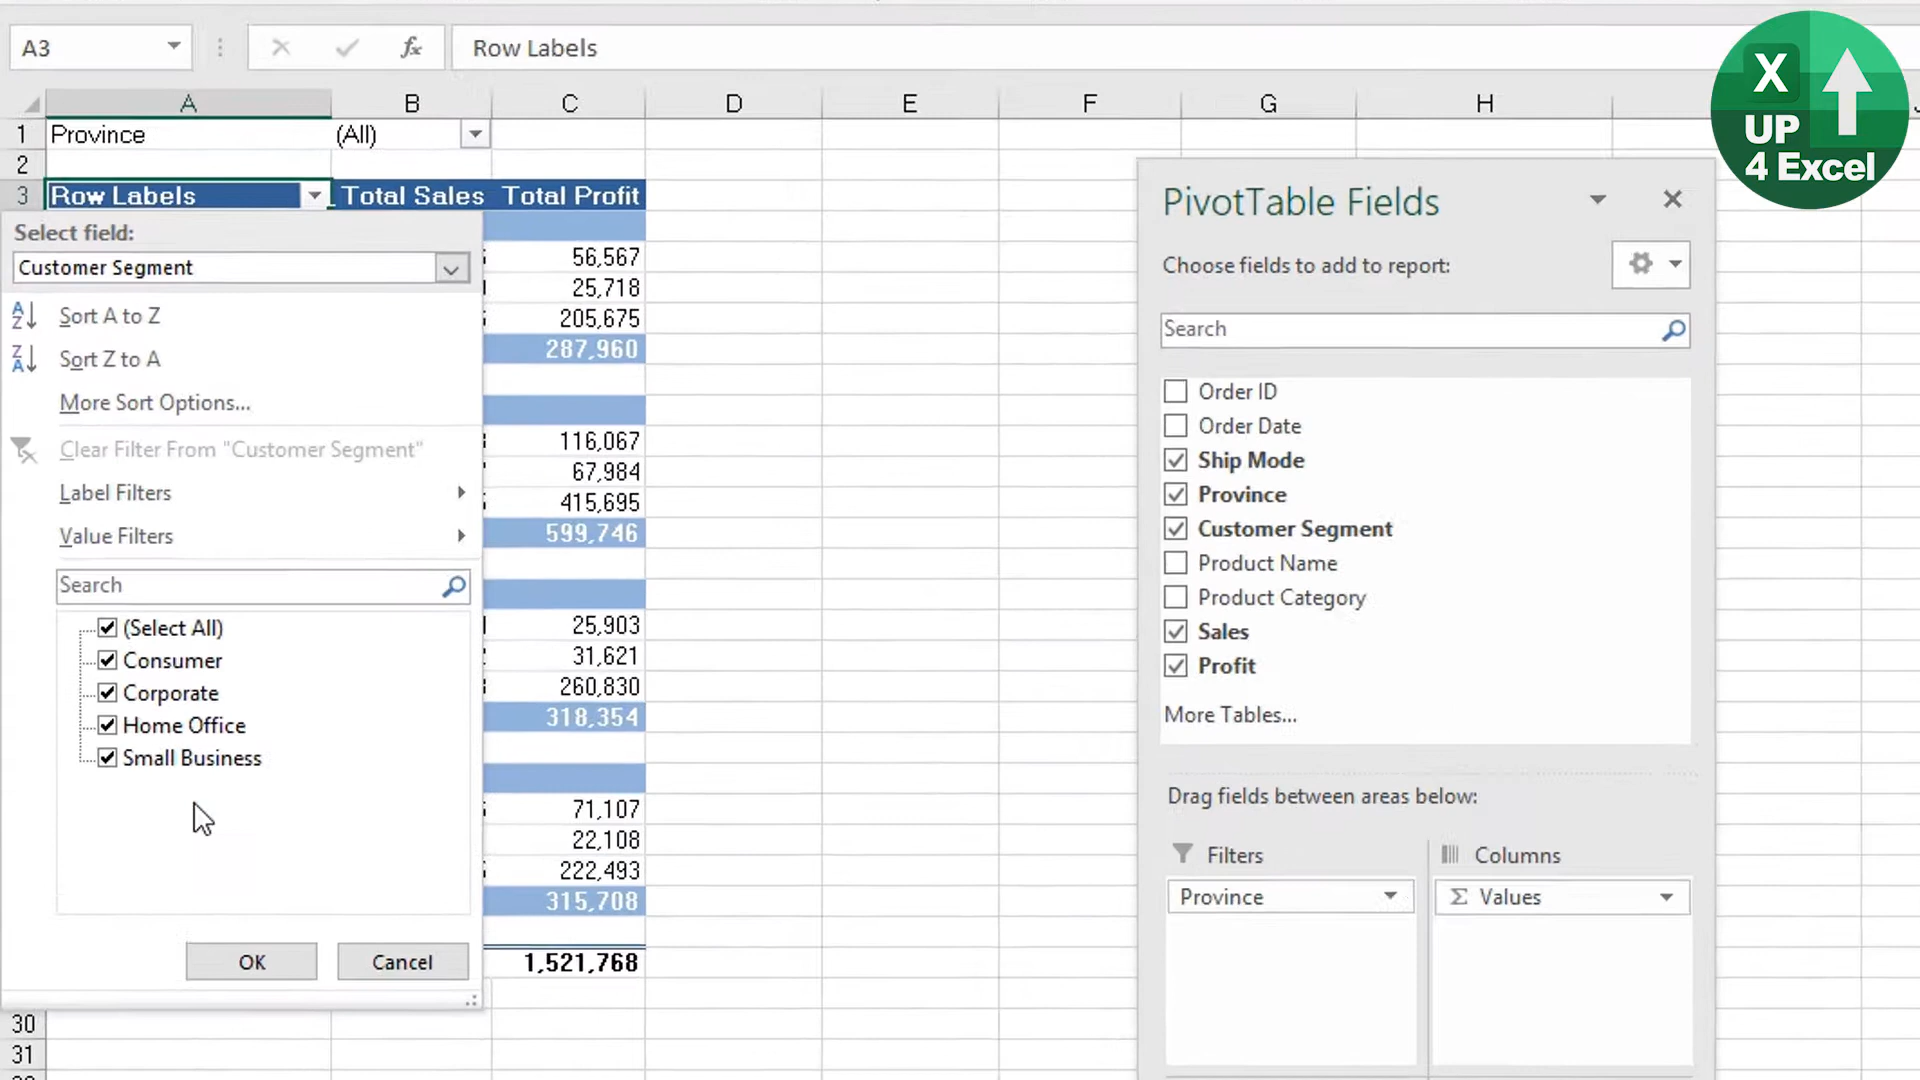 A3
fx
Row Labels
X
UP
4 Excel
A B C D E F G H
1 Province (All)
2
3 Row Labels Total Sales Total Profit
Select field:
Customer Segment
Sort A to Z
Sort Z to A
More Sort Options...
Clear Filter From "Customer Segment"
Label Filters
Value Filters
Search
(Select All)
Consumer
Corporate
Home Office
Small Business
OK Cancel
56,567
25,718
205,675
287,960
116,067
67,984
415,695
599,746
25,903
31,621
260,830
318,354
71,107
22,108
222,493
315,708
1,521,768
30
31
PivotTable Fields
Choose fields to add to report:
Search
Order ID
Order Date
Ship Mode
Province
Customer Segment
Product Name
Product Category
Sales
Profit
More Tables...
Drag fields between areas below:
Filters
Province
Columns
Σ Values